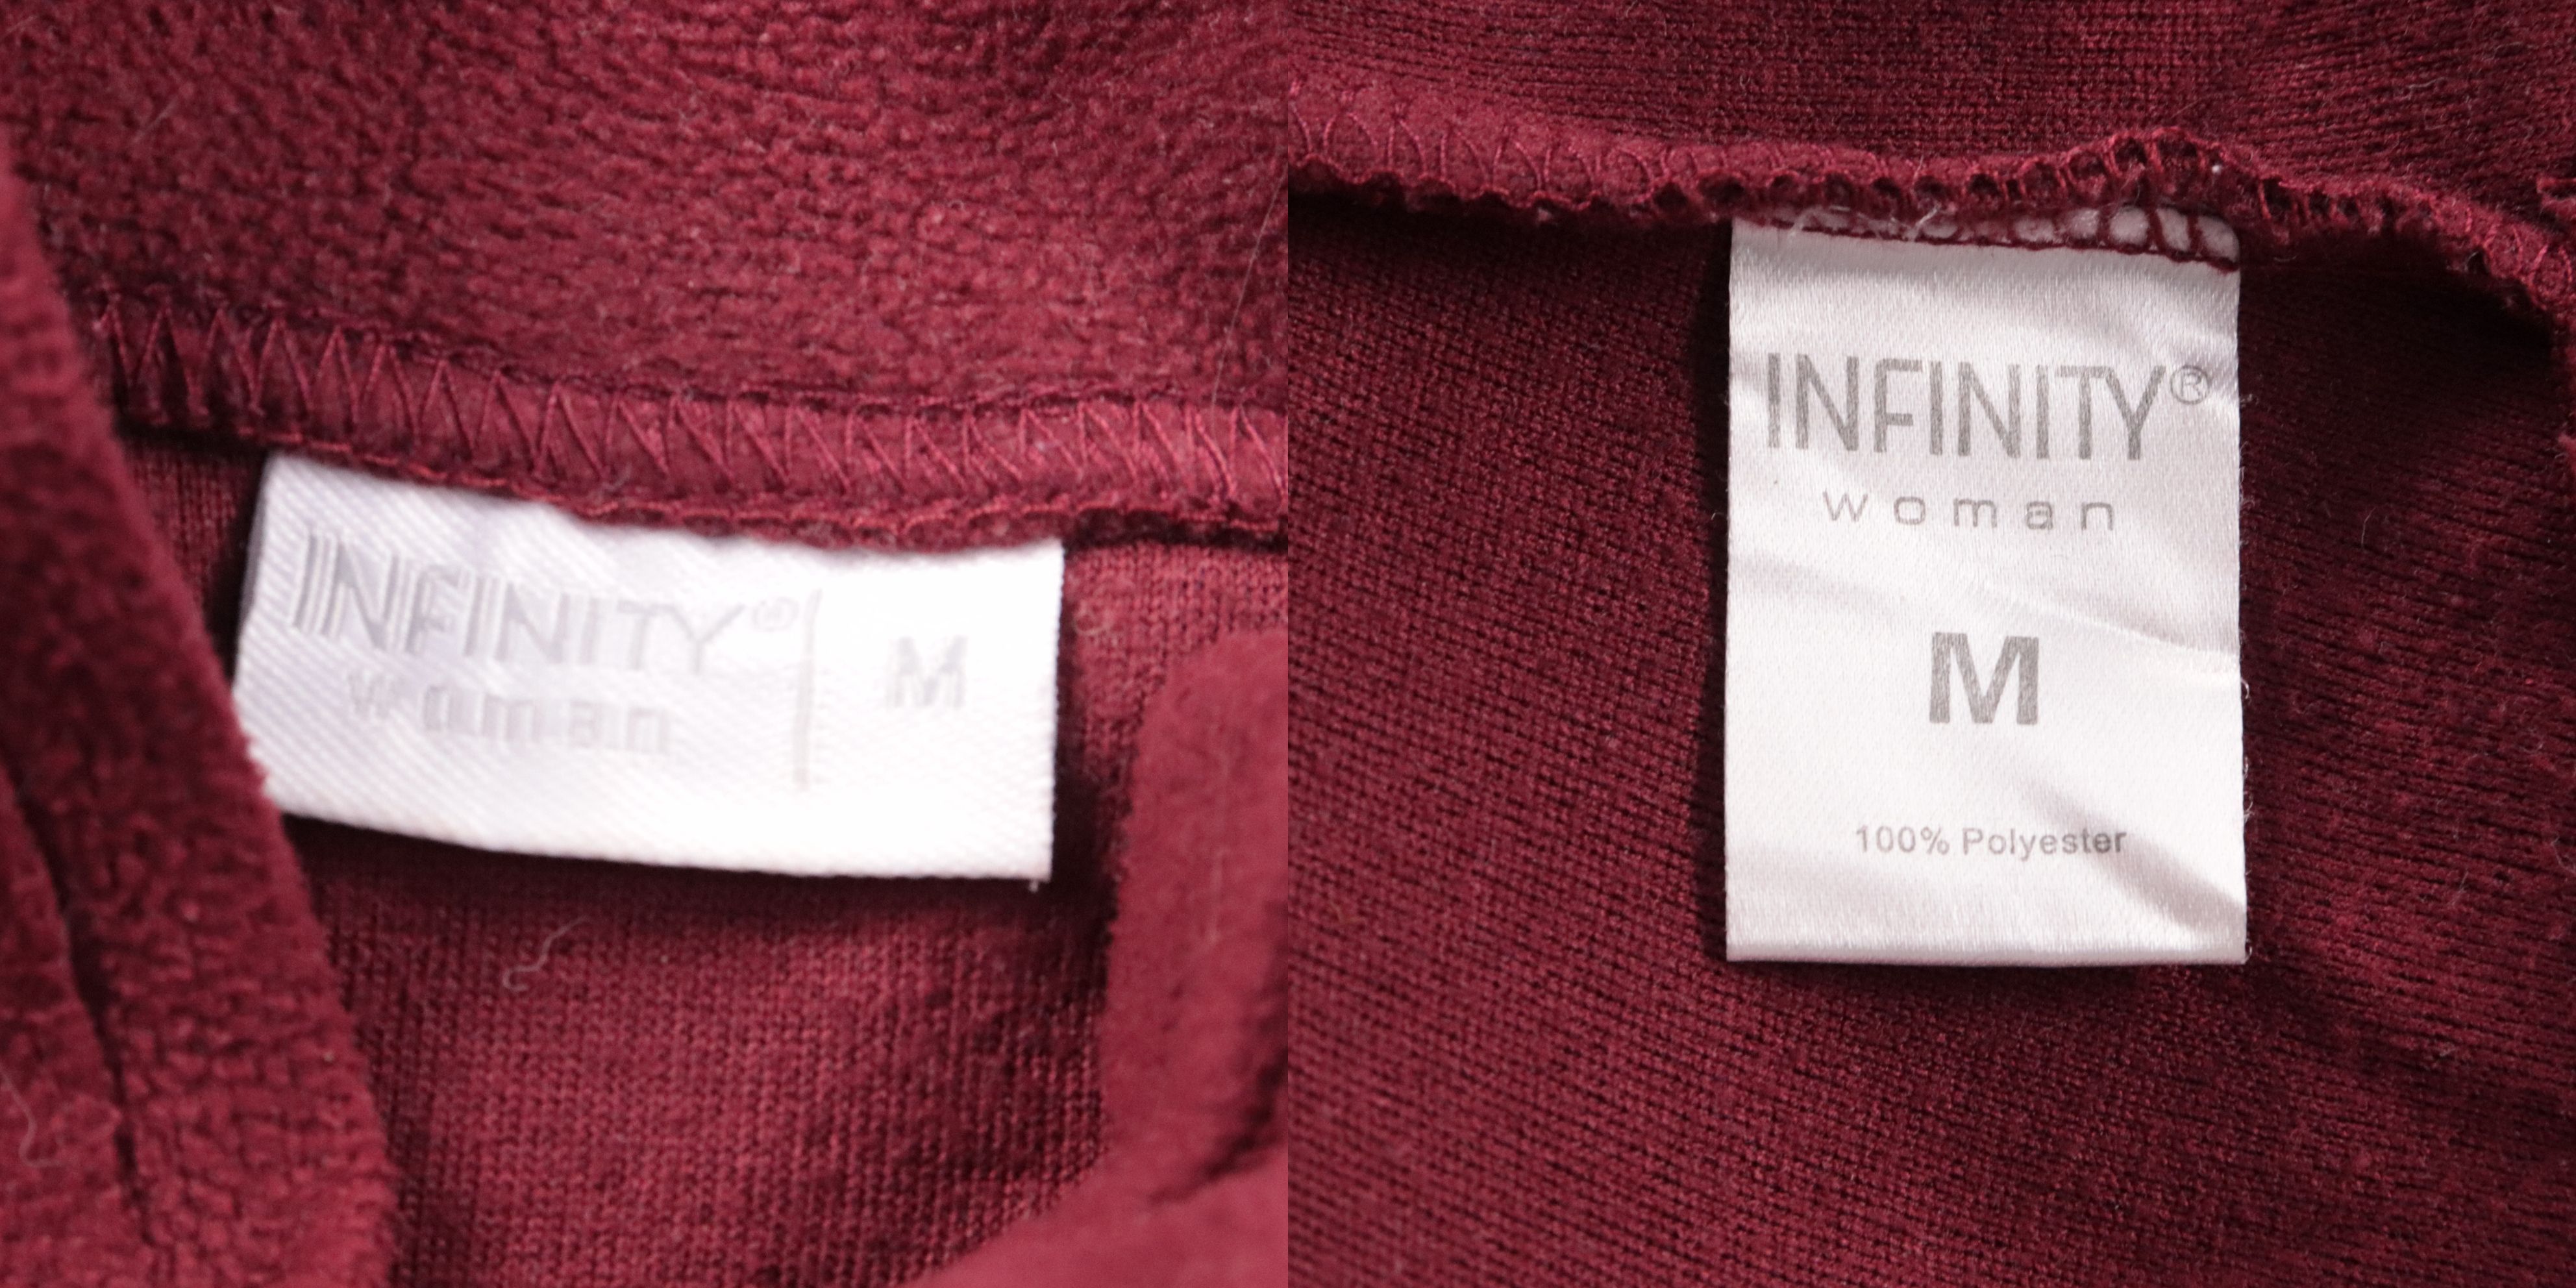 INFINITY® | M
woman
INFINITY®
woman
M
100% Polyester